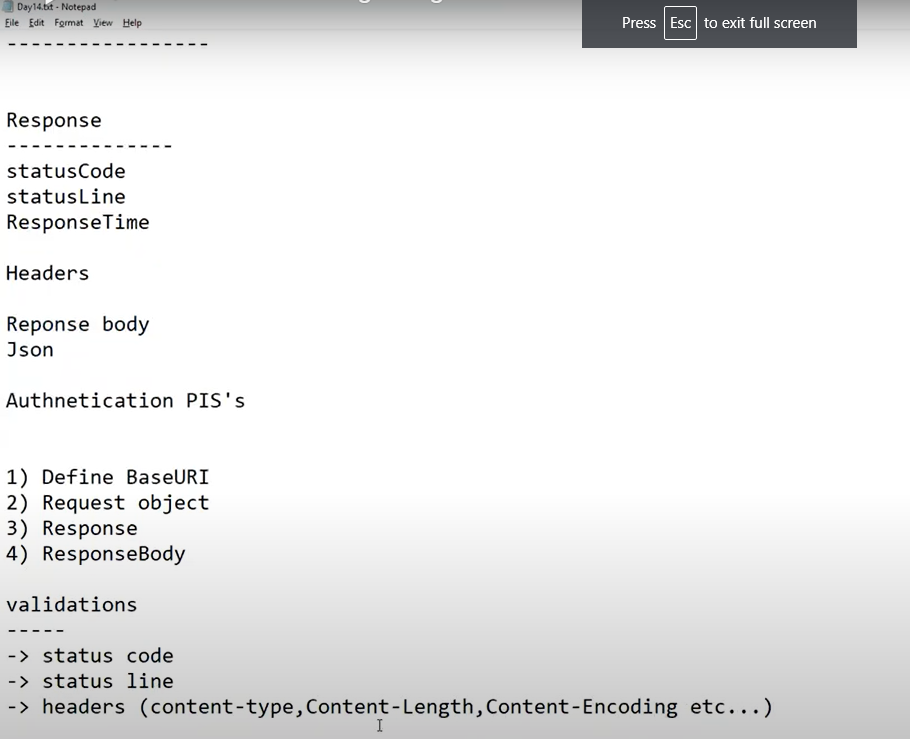 Day14.txt - Notepad
File Edit Format View Help
Press Esc to exit full screen
-----------------
Response
--------------
statusCode
statusLine
ResponseTime
Headers
Reponse body
Json
Authnetication PIS's
1) Define BaseURI
2) Request object
3) Response
4) ResponseBody
validations
-----
-> status code
-> status line
-> headers (content-type,Content-Length,Content-Encoding etc...)